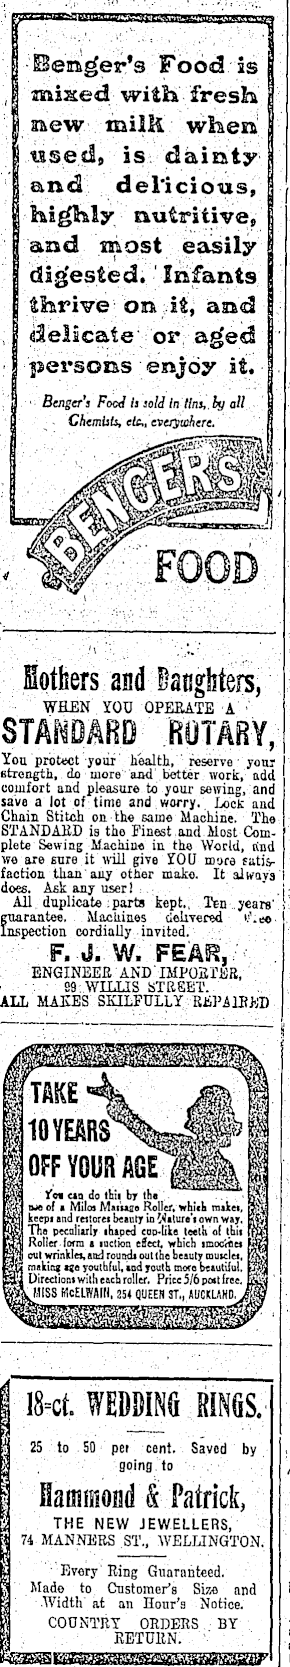 Benger's Food is
mixed with fresh
new milk when
used, is dainty
and delicious,
highly nutritive,
and most easily
digested. Infants
thrive on it, and
delicate or aged
persons enjoy it.
Benger's Food is sold in tins, by all
Chemists, etc., everywhere.
BENGER'S
FOOD
Mothers and Daughters,
WHEN YOU OPERATE A
STANDARD ROTARY,
You protect your health, reserve your
strength, do more and better work, add
comfort and pleasure to your sewing, and
save a lot of time and worry. Lock and
Chain Stitch on the same Machine. The
STANDARD is the Finest and Most Com-
plete Sewing Machine in the World, and
we are sure it will give YOU more satis-
faction than any other make. It always
does. Ask any user!
All duplicate parts kept. Ten years'
guarantee. Machines delivered free
Inspection cordially invited.
F. J. W. FEAR,
ENGINEER AND IMPORTER,
99 WILLIS STREET.
ALL MAKES SKILFULLY REPAIRED
TAKE
10 YEARS
OFF YOUR AGE
You can do this by the
use of a Milos Massage Roller, which makes,
keeps and restores beauty in Nature's own way.
The peculiarly shaped cup-like teeth of this
Roller form a suction effect, which smoothes
out wrinkles, and rounds out the beauty muscles,
making age youthful, and youth more beautiful.
Directions with each roller. Price 5/6 post free.
MISS McELWAIN, 254 QUEEN ST., AUCKLAND.
18-ct. WEDDING RINGS.
25 to 50 per cent. Saved by
going to
Hammond & Patrick,
THE NEW JEWELLERS,
74 MANNERS ST., WELLINGTON.
Every Ring Guaranteed.
Made to Customer's Size and
Width at an Hour's Notice.
COUNTRY ORDERS BY
RETURN.